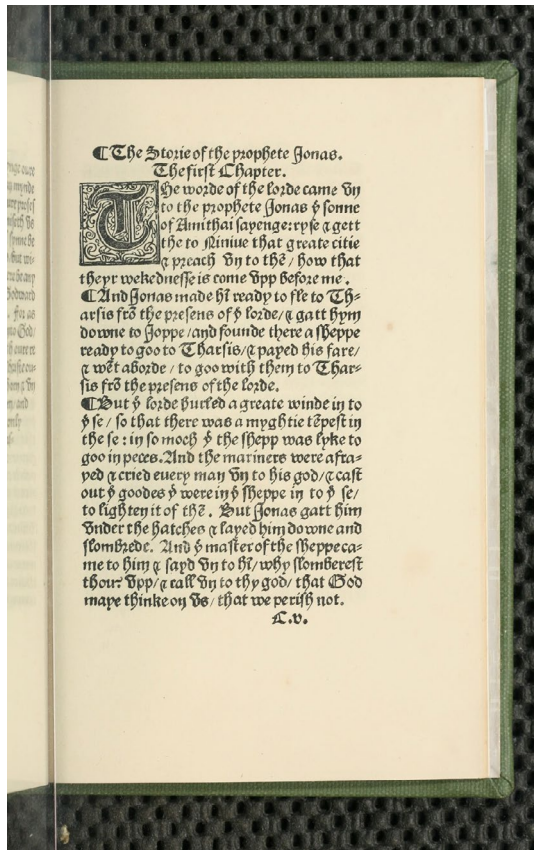 ¶The Storie of the prophete Jonas.
The first Chapter.
The worde of the lorde came vn
to the prophete Jonas ẏ sonne
of Amithai sayenge: ryse ⁊ gett
the to Niniue that greate citie
⁊ preach vn to thē/ how that
theyr wekednesse is come vpp before me.
¶And Jonas made hī ready to fle to Th-
arsis frō the presens of ẏ lorde/ ⁊ gatt hym
downe to Joppe/ and founde there a sheppe
ready to goo to Tharsis/ ⁊ payed his fare/
⁊ wēt aborde/ to goo with them to Thar-
sis frō the presens of the lorde.
¶But ẏ lorde hurled a greate winde in to
ẏ se/ so that there was a myghtie tēpest in
the se: in so moch ẏ the shepp was lyke to
goo in peces. And the mariners were afra-
yed ⁊ cried every man vn to his god/ ⁊ cast
out ẏ goodes ẏ were in ẏ sheppe in to ẏ se/
to lighten it of thē. But Jonas gatt him
vnder the hatches ⁊ layed him downe and
slombrede. And ẏ master of the sheppe ca-
me to him ⁊ sayd vn to hī/ why slomberest
thou? vpp/ ⁊ call vn to thy god/ that God
maye thinke on vs/ that we perish not.
C.v.